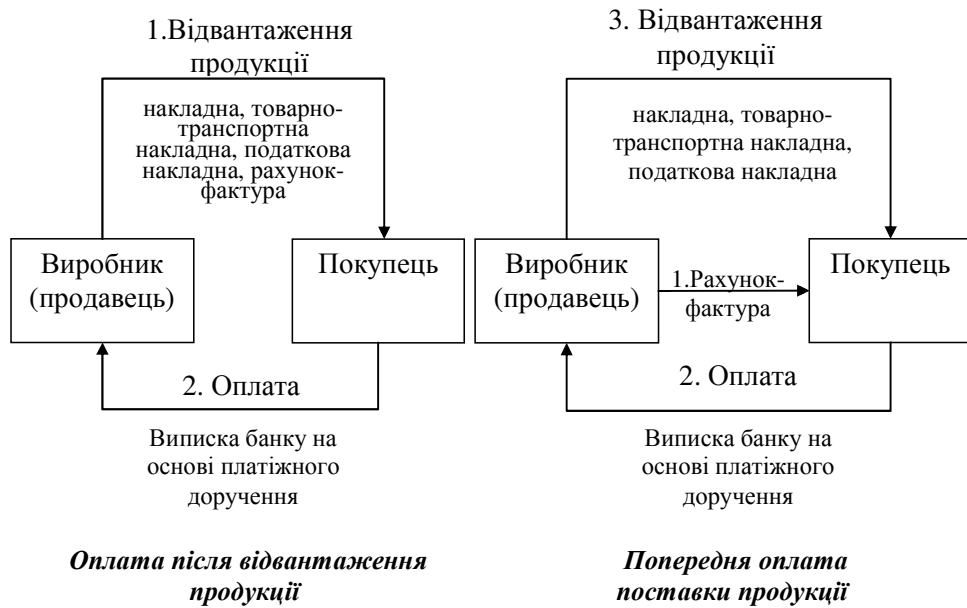 1.Відвантаження
продукції
накладна, товарно-
транспортна
накладна, податкова
накладна, рахунок-
фактура
Виробник
(продавець)
Покупець
2. Оплата
Виписка банку на
основі платіжного
доручення
Оплата після відвантаження
продукції
3. Відвантаження
продукції
накладна, товарно-
транспортна накладна,
податкова накладна
Виробник
(продавець)
1.Рахунок-
фактура
Покупець
2. Оплата
Виписка банку на
основі платіжного
доручення
Попередня оплата
поставки продукції